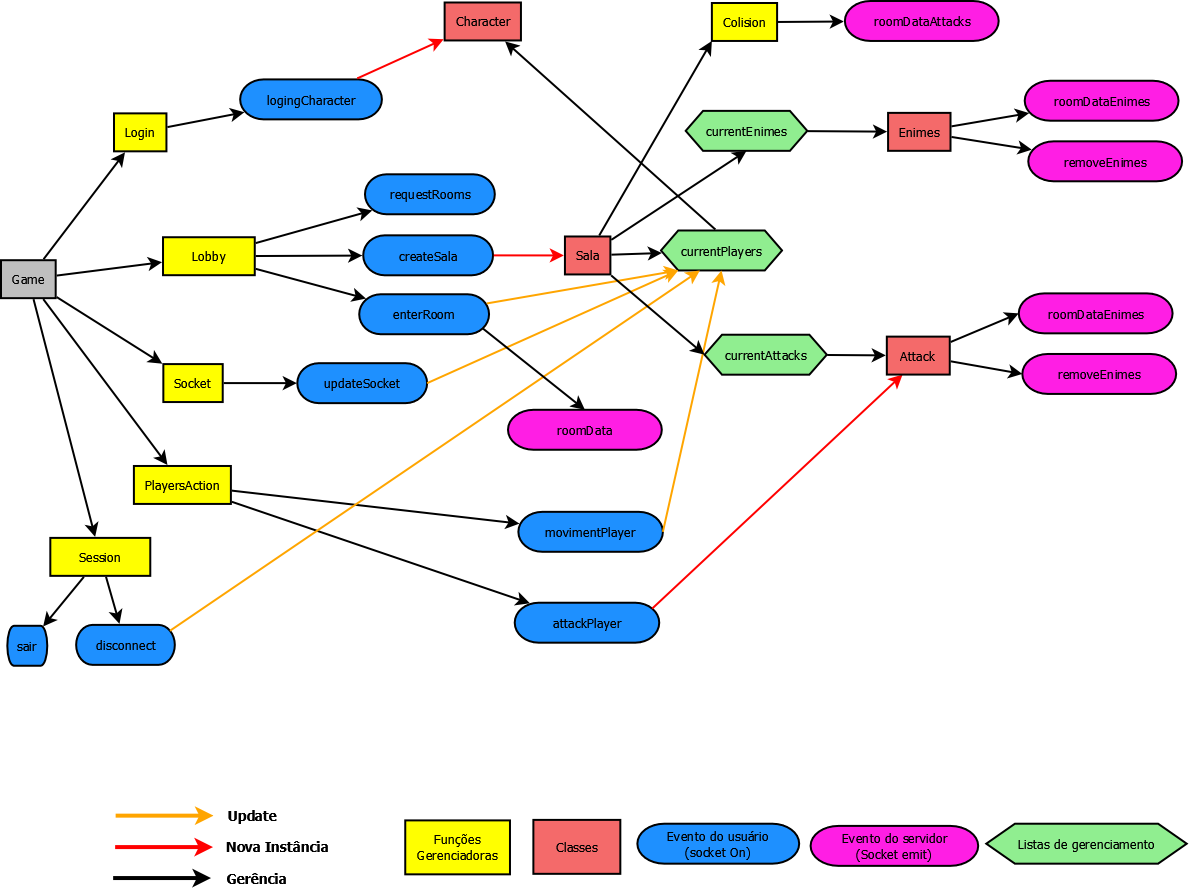 Character
Colision
roomDataAttacks
logingCharacter
Login
currentEnimes
Enimes
roomDataEnimes
removeEnimes
requestRooms
Lobby
createSala
Sala
currentPlayers
Game
enterRoom
currentAttacks
Attack
roomDataEnimes
removeEnimes
Socket
updateSocket
roomData
PlayersAction
movimentPlayer
Session
attackPlayer
sair
disconnect
Update
Nova Instância
Gerência
Funções
Gerenciadoras
Classes
Evento do usuário
(socket On)
Evento do servidor
(Socket emit)
Listas de gerenciamento